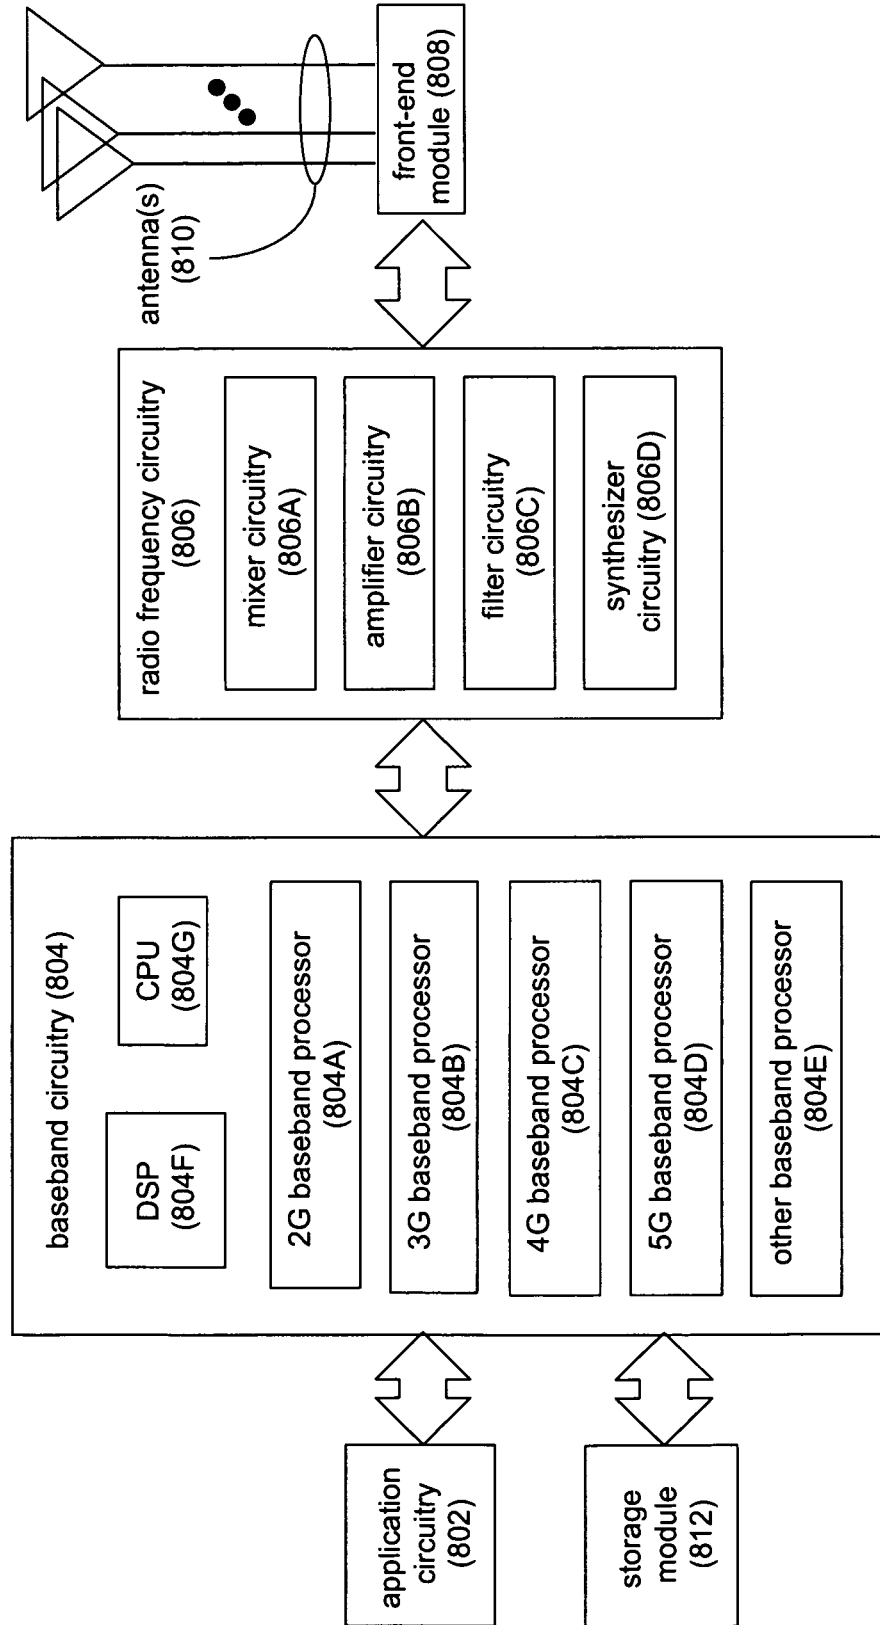 application
circuitry
(802)
storage
module
(812)
baseband circuitry (804)
DSP
(804F)
CPU
(804G)
2G baseband processor
(804A)
3G baseband processor
(804B)
4G baseband processor
(804C)
5G baseband processor
(804D)
other baseband processor
(804E)
radio frequency circuitry
(806)
mixer circuitry
(806A)
amplifier circuitry
(806B)
filter circuitry
(806C)
synthesizer
circuitry (806D)
antenna(s)
(810)
front-end
module (808)